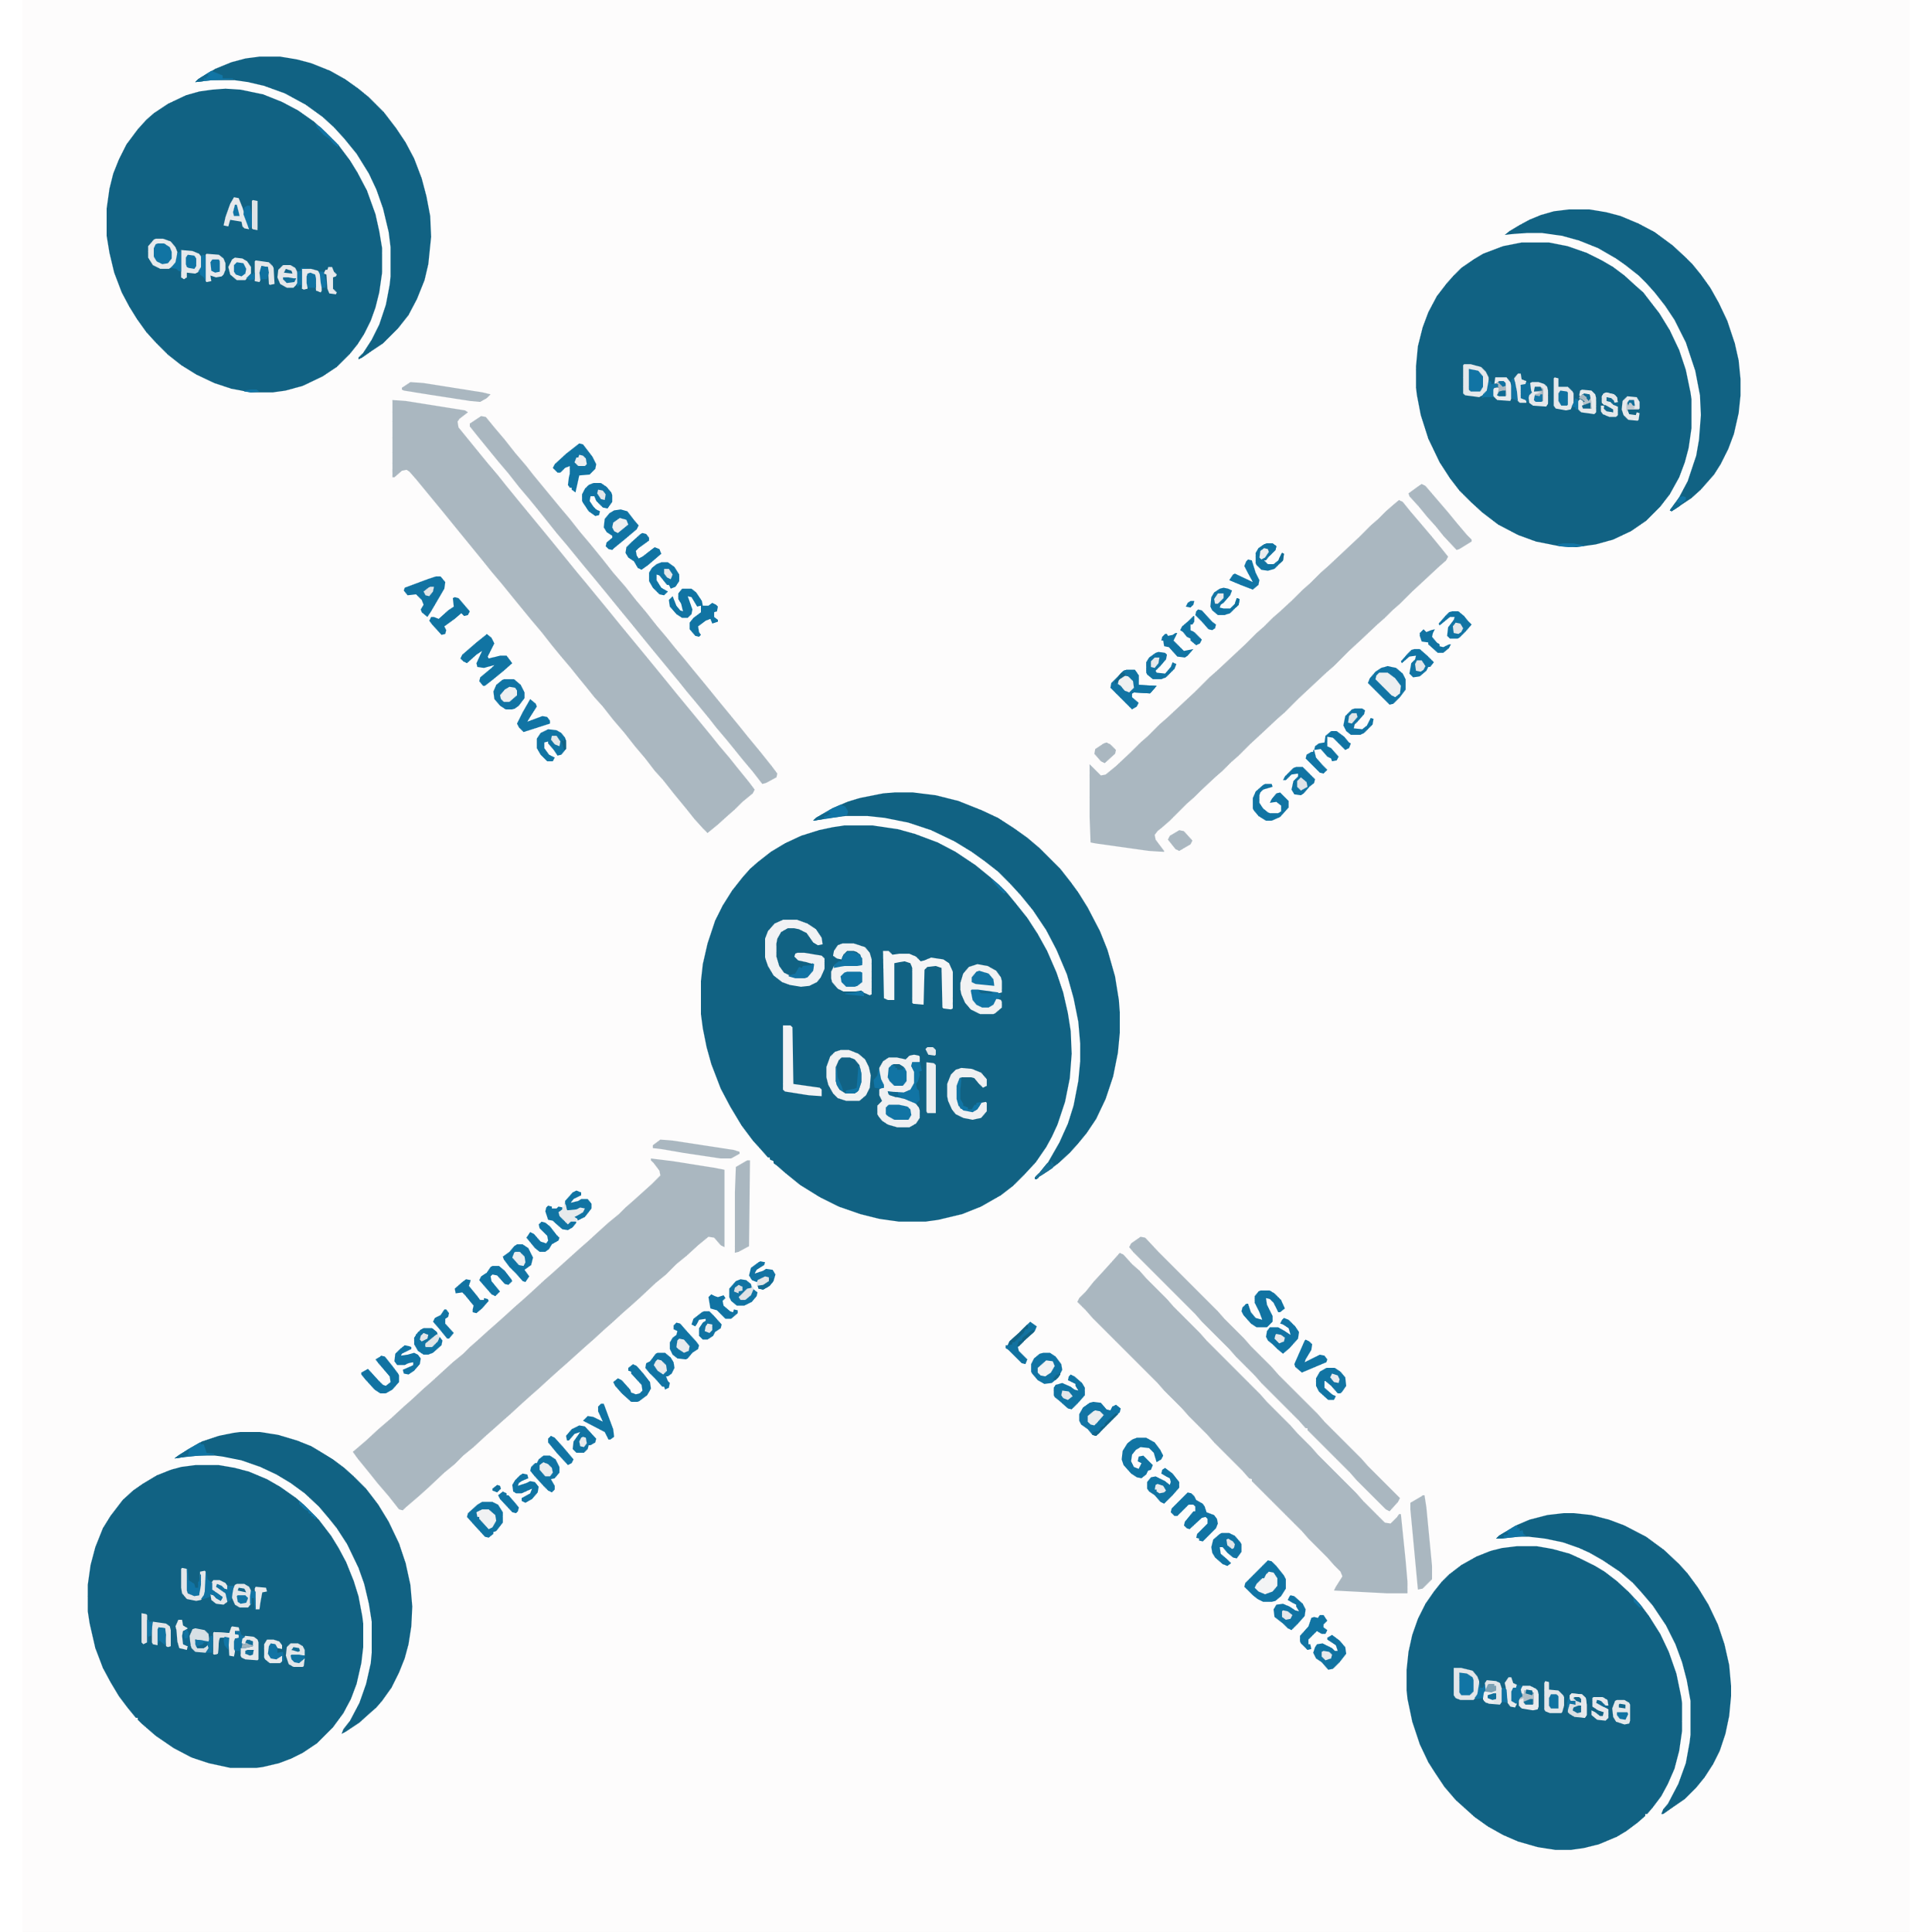 AI
Opponent
Database
Request
AI Move
Retrieve
Game Data
Game
Logic
User Inputs
Display Updates
Save
Load Game Data
User
Interface
Database